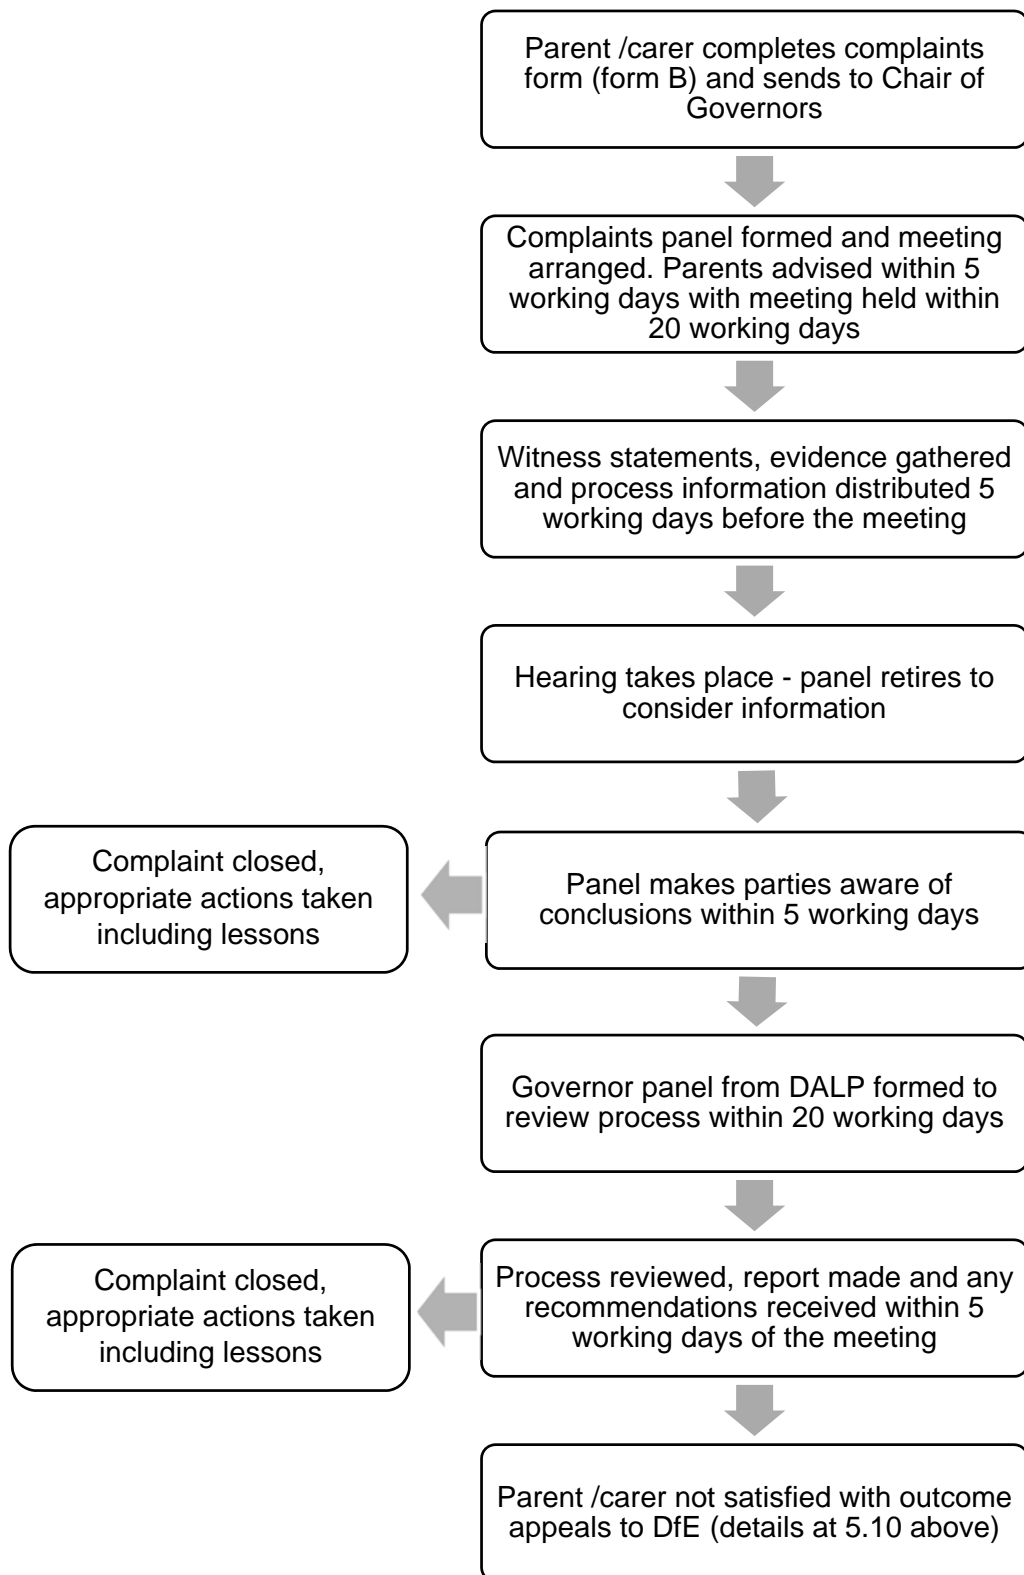 Parent /carer completes complaints
form (form B) and sends to Chair of
Governors
Complaints panel formed and meeting
arranged. Parents advised within 5
working days with meeting held within
20 working days
Witness statements, evidence gathered
and process information distributed 5
working days before the meeting
Hearing takes place - panel retires to
consider information
Complaint closed,
appropriate actions taken
including lessons
Panel makes parties aware of
conclusions within 5 working days
Governor panel from DALP formed to
review process within 20 working days
Complaint closed,
appropriate actions taken
including lessons
Process reviewed, report made and any
recommendations received within 5
working days of the meeting
Parent /carer not satisfied with outcome
appeals to DfE (details at 5.10 above)